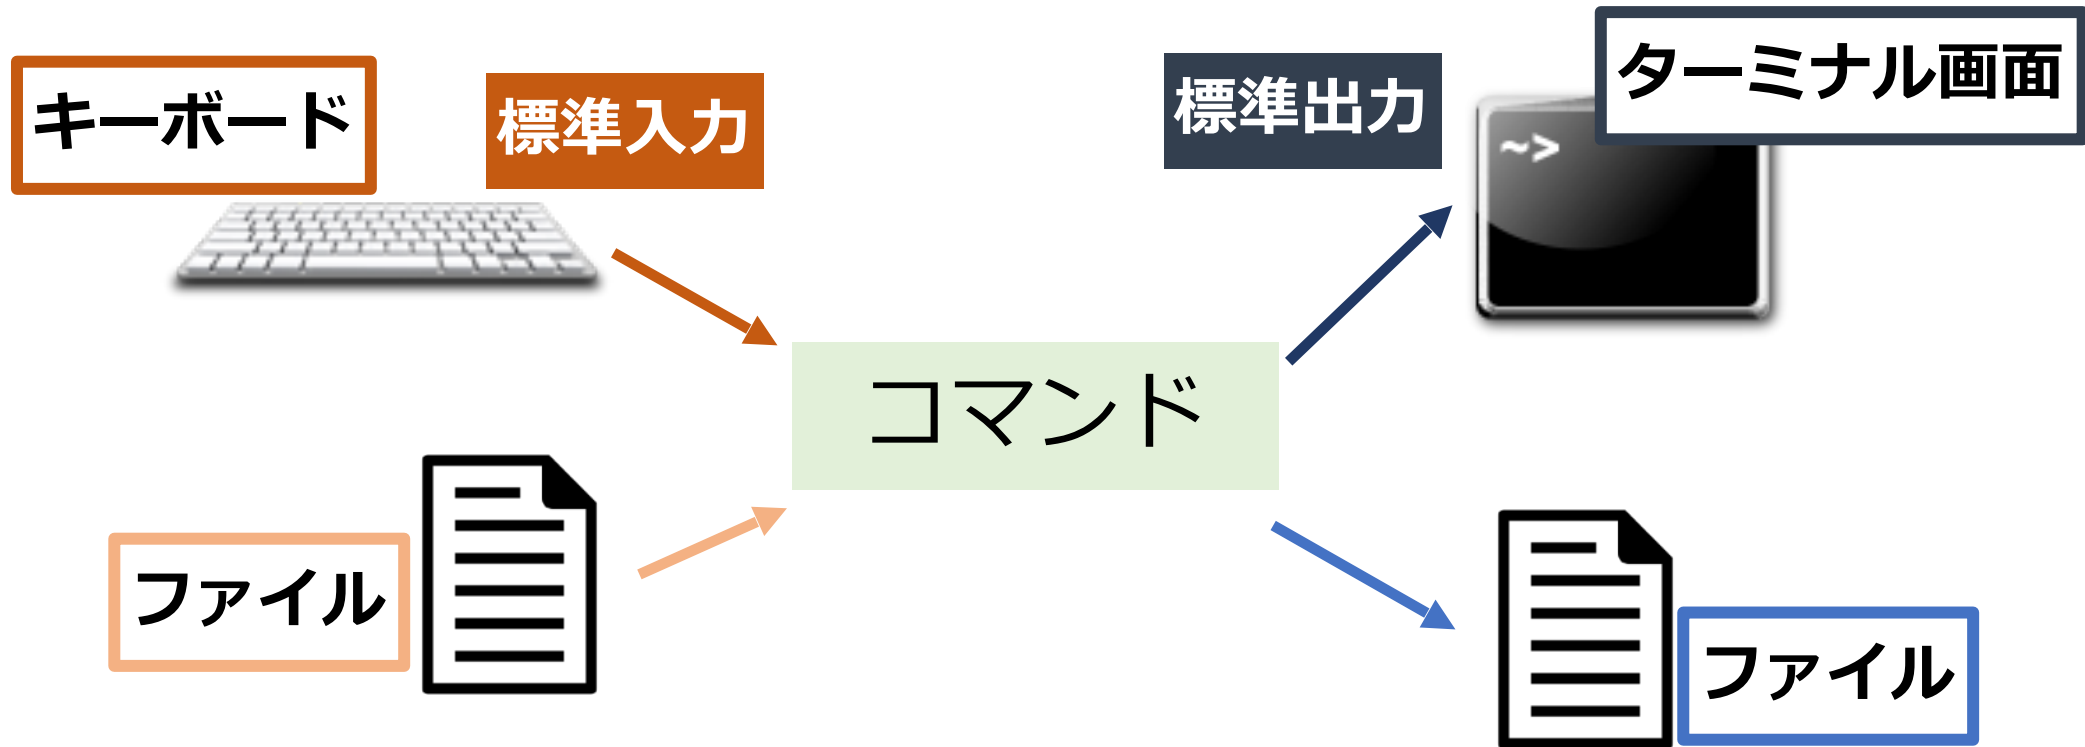 キーボード
標準入力
標準出力
ターミナル画面
~>
コマンド
ファイル
ファイル